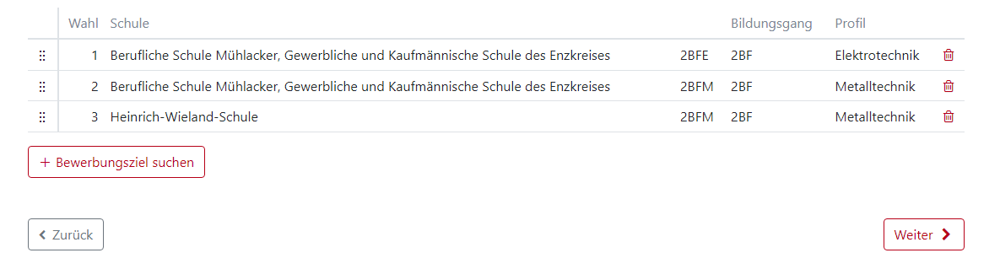 Wahl Schule Bildungsgang Profil
1 Berufliche Schule Mühlacker, Gewerbliche und Kaufmännische Schule des Enzkreises 2BFE 2BF Elektrotechnik
2 Berufliche Schule Mühlacker, Gewerbliche und Kaufmännische Schule des Enzkreises 2BFM 2BF Metalltechnik
3 Heinrich-Wieland-Schule 2BFM 2BF Metalltechnik
+ Bewerbungsziel suchen
Zurück Weiter